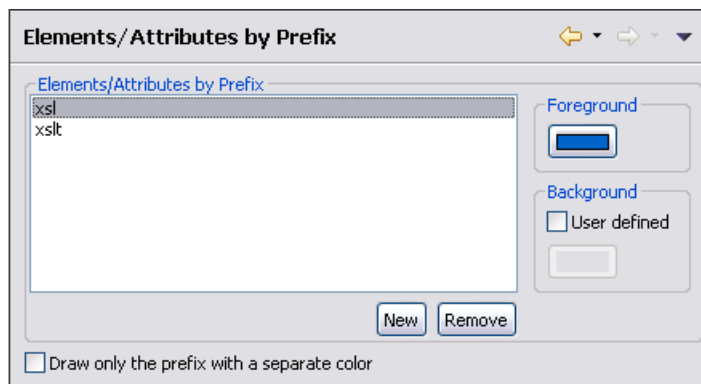 Elements/Attributes by Prefix
Elements/Attributes by Prefix
xsl
xslt
Foreground
Background
User defined
New
Remove
Draw only the prefix with a separate color